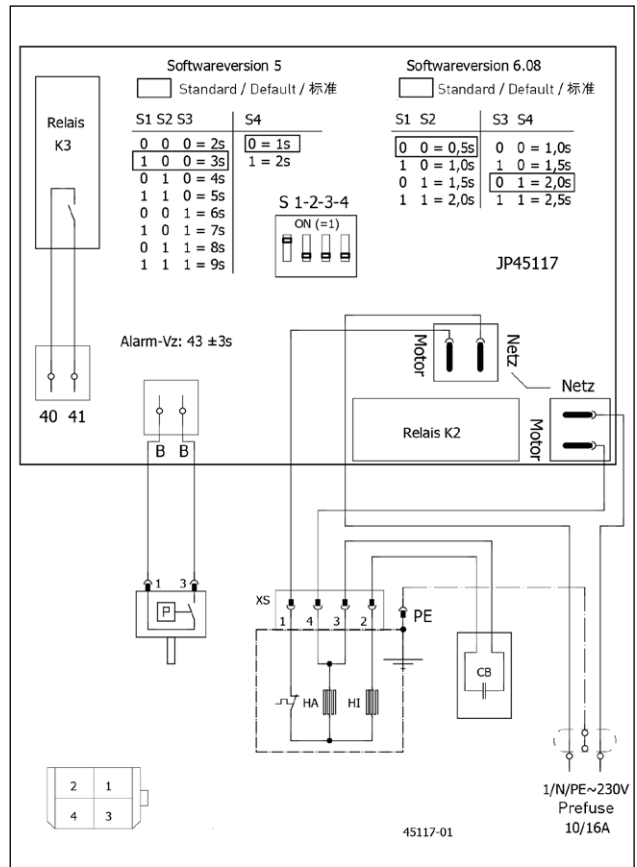 Softwareversion 5
Standard / Default / 标准
S1 S2 S3 S4
0 0 0 = 2s 0 = 1s
1 0 0 = 3s 1 = 2s
0 1 0 = 4s
1 1 0 = 5s
0 0 1 = 6s
1 0 1 = 7s
0 1 1 = 8s
1 1 1 = 9s
Softwareversion 6.08
Standard / Default / 标准
S1 S2 S3 S4
0 0 = 0,5s 0 0 = 1,0s
1 0 = 1,0s 1 0 = 1,5s
0 1 = 1,5s 0 1 = 2,0s
1 1 = 2,0s 1 1 = 2,5s
Relais
K3
S 1-2-3-4
ON (=1)
JP45117
Alarm-Vz: 43 ±3s
40 41
B B
Motor
Netz
Netz
Motor
Relais K2
1 3
P
XS
1 4 3 2
PE
HA
HI
CB
2 1
4 3
1/N/PE~230V
Prefuse
10/16A
45117-01